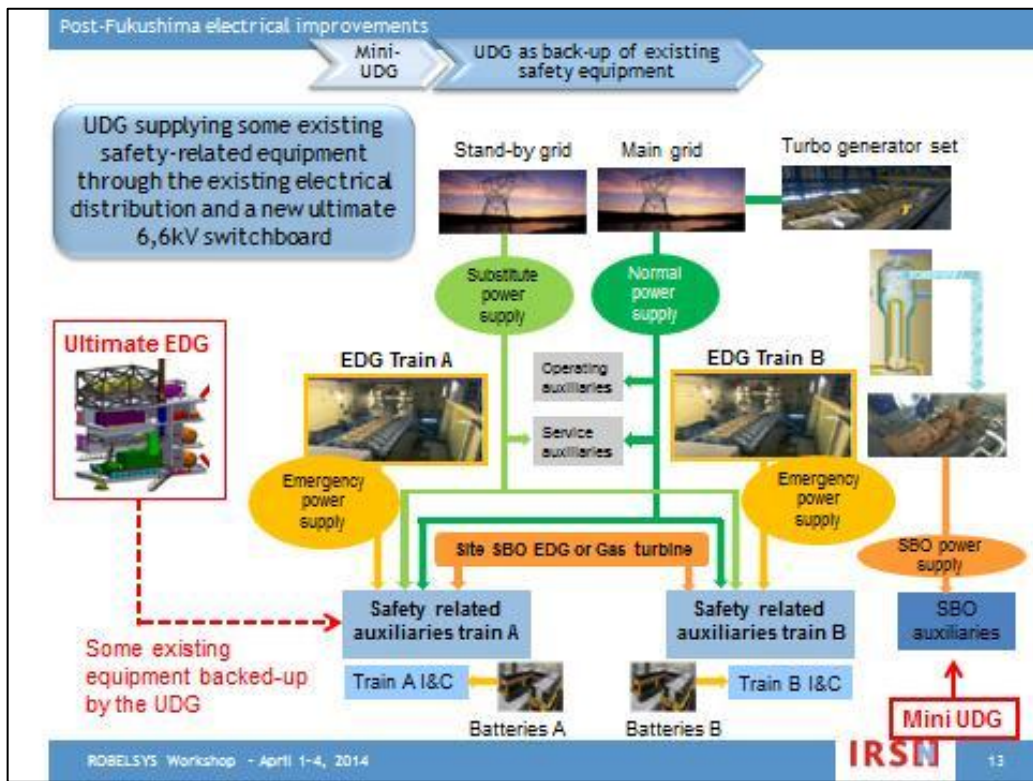 Post-Fukushima electrical improvements
Mini-
UDG
UDG as back-up of existing
safety equipment
UDG supplying some existing
safety-related equipment
through the existing electrical
distribution and a new ultimate
6,6kV switchboard
Stand-by grid
Main grid
Turbo generator set
Substitute
power
supply
Normal
power
supply
Ultimate EDG
EDG Train A
EDG Train B
Operating
auxiliaries
Service
auxiliaries
Emergency
power
supply
Emergency
power
supply
Site SBO EDG or Gas turbine
SBO power
supply
Safety related
auxiliaries train A
Safety related
auxiliaries train B
SBO
auxiliaries
Some existing
equipment backed-up
by the UDG
Train A I&C
Train B I&C
Batteries A
Batteries B
Mini UDG
ROBELSYS Workshop - April 1-4, 2014
IRSN
13